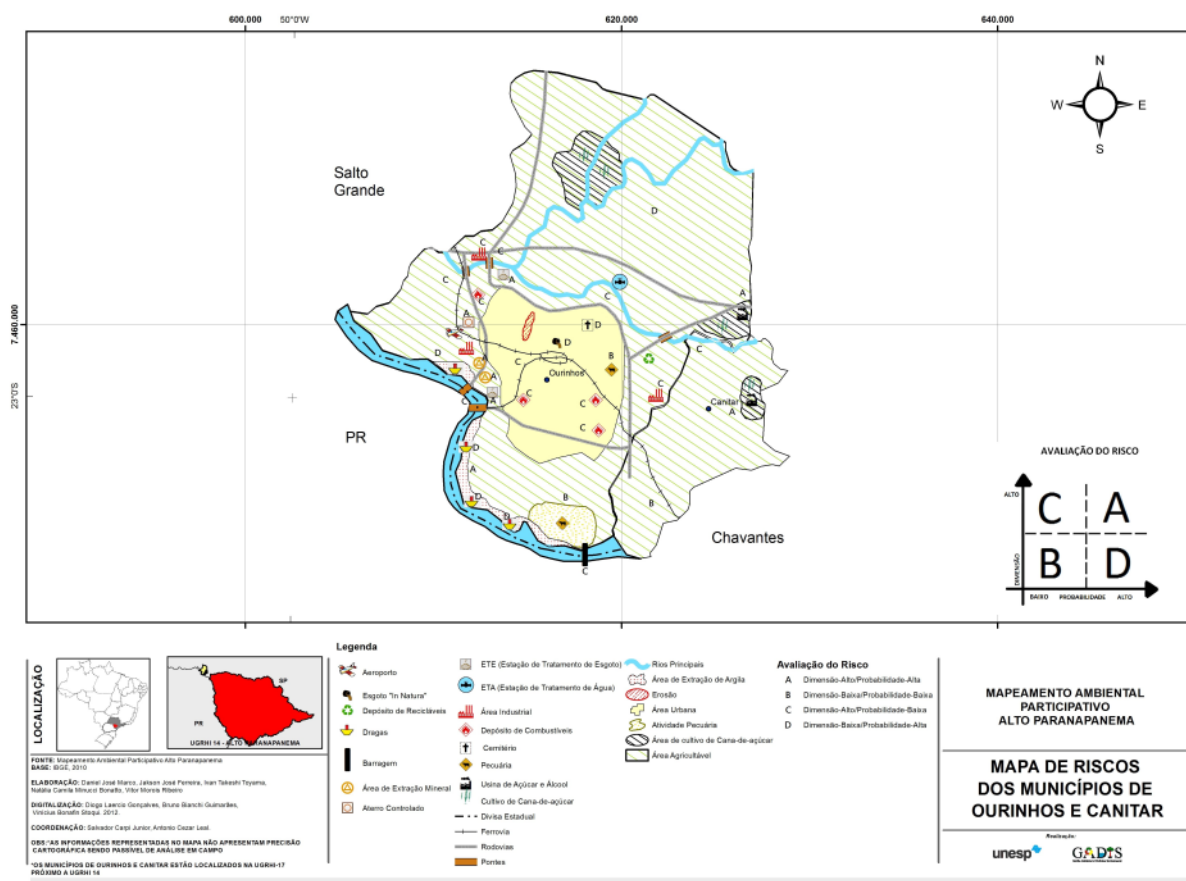 600.000
50°0'W
620.000
640.000
N
W
E
S
Salto
Grande
D
C
C
A
C
C
C
A
7.460.000
A
D
D
B
C
D
A
A
C
Ourinhos
C
C
C
C
A
Canitar
A
23°0'S
PR
C
D
A
D
D
B
B
Chavantes
C
AVALIAÇÃO DO RISCO
ALTO
C
A
DIMENSÃO
B
D
BAIXO
PROBABILIDADE
ALTO
LOCALIZAÇÃO
SP
PR
UGRHI 14 - ALTO PARANAPANEMA
FONTE: Mapeamento Ambiental Participativo Alto Paranapanema
BASE: IBGE, 2010
ELABORAÇÃO: Daniel José Marco, Jakson José Ferreira, Ivan Takeshi Toyama,
Natália Camila Minucci Bonatto, Vitor Morais Ribeiro
DIGITALIZAÇÃO: Diogo Laercio Gonçalves, Bruno Bianchi Guimarães,
Vinicius Bonafin Stoqui. 2012.
COORDENAÇÃO: Salvador Carpi Junior, Antonio Cezar Leal.
OBS:*AS INFORMAÇÕES REPRESENTADAS NO MAPA NÃO APRESENTAM PRECISÃO
CARTOGRÁFICA SENDO PASSÍVEL DE ANÁLISE EM CAMPO
*OS MUNICÍPIOS DE OURINHOS E CANITAR ESTÃO LOCALIZADOS NA UGRHI-17
PRÓXIMO A UGRHI 14
Legenda
Aeroporto
Esgoto "In Natura"
Depósito de Recicláveis
Dragas
Barragem
Área de Extração Mineral
Aterro Controlado
ETE (Estação de Tratamento de Esgoto)
ETA (Estação de Tratamento de Água)
Área Industrial
Depósito de Combustíveis
Cemitério
Pecuária
Usina de Açúcar e Álcool
Cultivo de Cana-de-açúcar
Divisa Estadual
Ferrovia
Rodovias
Pontes
Rios Principais
Área de Extração de Argila
Erosão
Área Urbana
Atividade Pecuária
Área de cultivo de Cana-de-açúcar
Área Agricultável
Avaliação do Risco
A Dimensão-Alto/Probabilidade-Alta
B Dimensão-Baixa/Probabilidade-Baixa
C Dimensão-Alto/Probabilidade-Baixa
D Dimensão-Baixa/Probabilidade-Alta
MAPEAMENTO AMBIENTAL
PARTICIPATIVO
ALTO PARANAPANEMA
MAPA DE RISCOS
DOS MUNICÍPIOS DE
OURINHOS E CANITAR
Realização:
unesp
GADIS